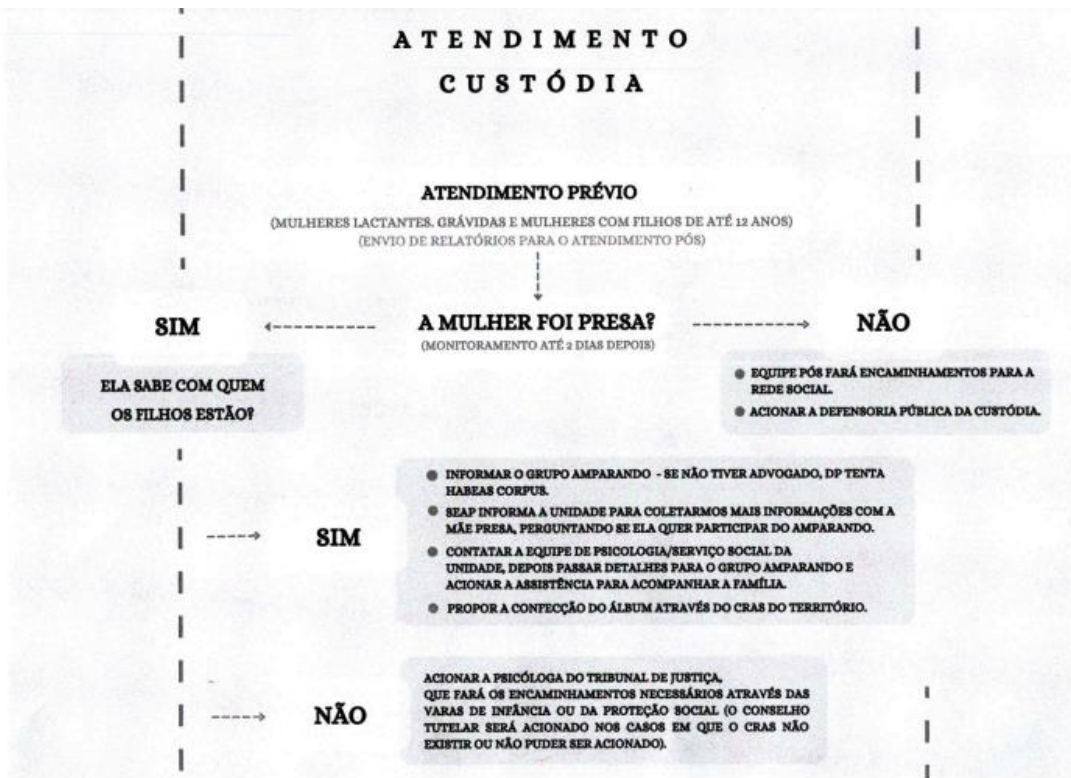 ATENDIMENTO
CUSTÓDIA
ATENDIMENTO PRÉVIO
(MULHERES LACTANTES. GRÁVIDAS E MULHERES COM FILHOS DE ATÉ 12 ANOS)
(ENVIO DE RELATÓRIOS PARA O ATENDIMENTO PÓS)
SIM
A MULHER FOI PRESA?
(MONITORAMENTO ATÉ 2 DIAS DEPOIS)
NÃO
ELA SABE COM QUEM
OS FILHOS ESTÃO?
EQUIPE PÓS FARÁ ENCAMINHAMENTOS PARA A
REDE SOCIAL.
ACIONAR A DEFENSORIA PÚBLICA DA CUSTÓDIA.
SIM
INFORMAR O GRUPO AMPARANDO - SE NÃO TIVER ADVOGADO, DP TENTA
HABEAS CORPUS.
SEAP INFORMA A UNIDADE PARA COLETARMOS MAIS INFORMAÇÕES COM A
MÃE PRESA, PERGUNTANDO SE ELA QUER PARTICIPAR DO AMPARANDO.
CONTATAR A EQUIPE DE PSICOLOGIA/SERVIÇO SOCIAL DA
UNIDADE, DEPOIS PASSAR DETALHES PARA O GRUPO AMPARANDO E
ACIONAR A ASSISTÊNCIA PARA ACOMPANHAR A FAMÍLIA.
PROPOR A CONFECÇÃO DO ÁLBUM ATRAVÉS DO CRAS DO TERRITÓRIO.
NÃO
ACIONAR A PSICÓLOGA DO TRIBUNAL DE JUSTIÇA,
QUE FARÁ OS ENCAMINHAMENTOS NECESSÁRIOS ATRAVÉS DAS
VARAS DE INFÂNCIA OU DA PROTEÇÃO SOCIAL (O CONSELHO
TUTELAR SERÁ ACIONADO NOS CASOS EM QUE O CRAS NÃO
EXISTIR OU NÃO PUDER SER ACIONADO).